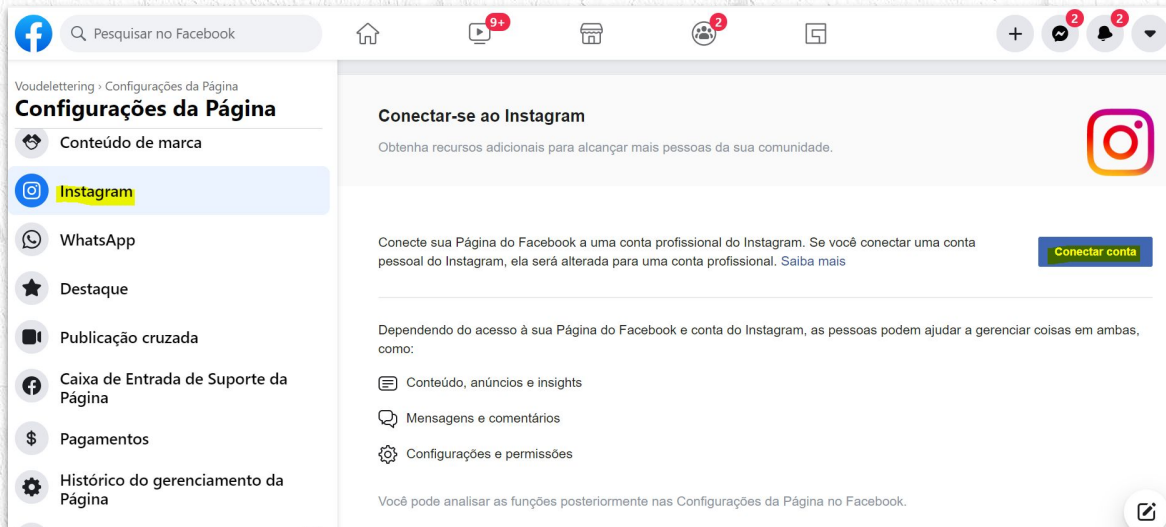 Pesquisar no Facebook
9+
2
2
2
Voudelettering › Configurações da Página
Configurações da Página
Conteúdo de marca
Instagram
WhatsApp
Destaque
Publicação cruzada
Caixa de Entrada de Suporte da
Página
Pagamentos
Histórico do gerenciamento da
Página
Conectar-se ao Instagram
Obtenha recursos adicionais para alcançar mais pessoas da sua comunidade.
Conecte sua Página do Facebook a uma conta profissional do Instagram. Se você conectar uma conta
pessoal do Instagram, ela será alterada para uma conta profissional. Saiba mais
Conectar conta
Dependendo do acesso à sua Página do Facebook e conta do Instagram, as pessoas podem ajudar a gerenciar coisas em ambas,
como:
Conteúdo, anúncios e insights
Mensagens e comentários
Configurações e permissões
Você pode analisar as funções posteriormente nas Configurações da Página no Facebook.